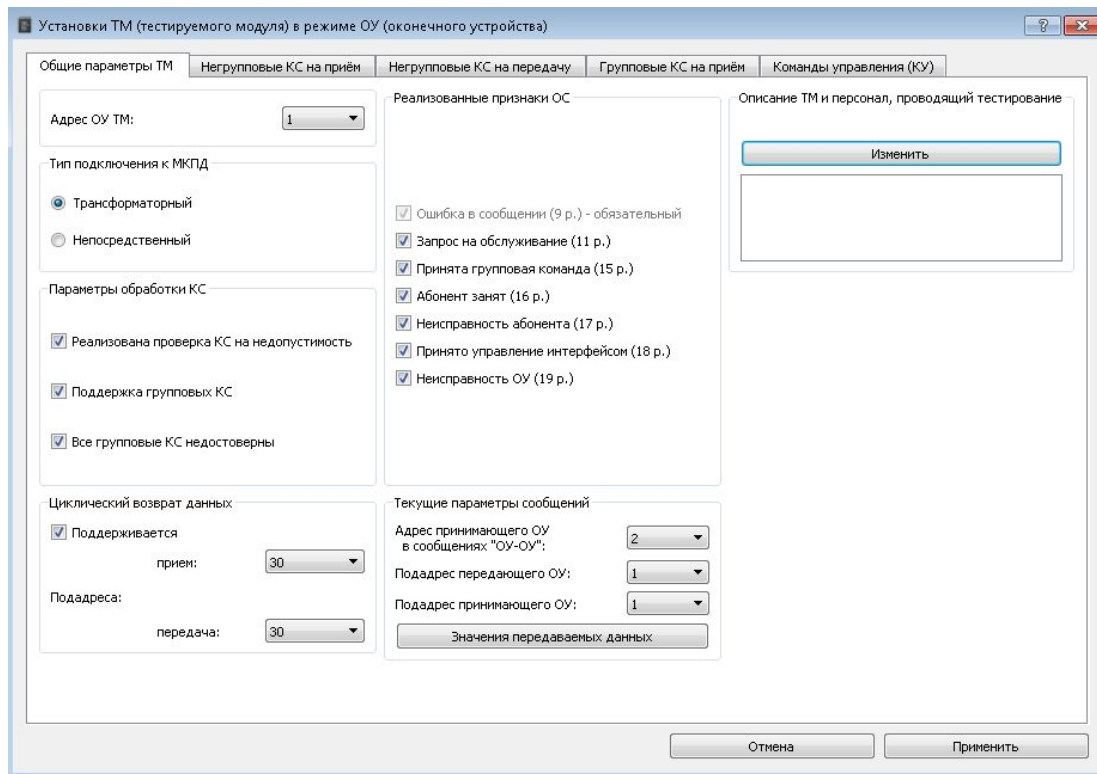 Установки ТМ (тестируемого модуля) в режиме ОУ (оконечного устройства)
Общие параметры ТМ
Негрупповые КС на приём
Негрупповые КС на передачу
Групповые КС на приём
Команды управления (КУ)
Адрес ОУ ТМ:
1
Тип подключения к МКПД
Трансформаторный
Непосредственный
Параметры обработки КС
Реализована проверка КС на недопустимость
Поддержка групповых КС
Все групповые КС недостоверны
Циклический возврат данных
Поддерживается
прием:
30
Подадреса:
передача:
30
Реализованные признаки ОС
Ошибка в сообщении (9 р.) - обязательный
Запрос на обслуживание (11 р.)
Принята групповая команда (15 р.)
Абонент занят (16 р.)
Неисправность абонента (17 р.)
Принято управление интерфейсом (18 р.)
Неисправность ОУ (19 р.)
Текущие параметры сообщений
Адрес принимающего ОУ
в сообщениях "ОУ-ОУ":
2
Подадрес передающего ОУ:
1
Подадрес принимающего ОУ:
1
Значения передаваемых данных
Описание ТМ и персонал, проводящий тестирование
Изменить
Отмена
Применить